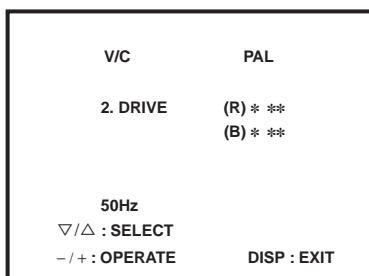 V/C PAL
2. DRIVE (R) * **
(B) * **
50Hz
▽/△ : SELECT
– / + : OPERATE DISP : EXIT